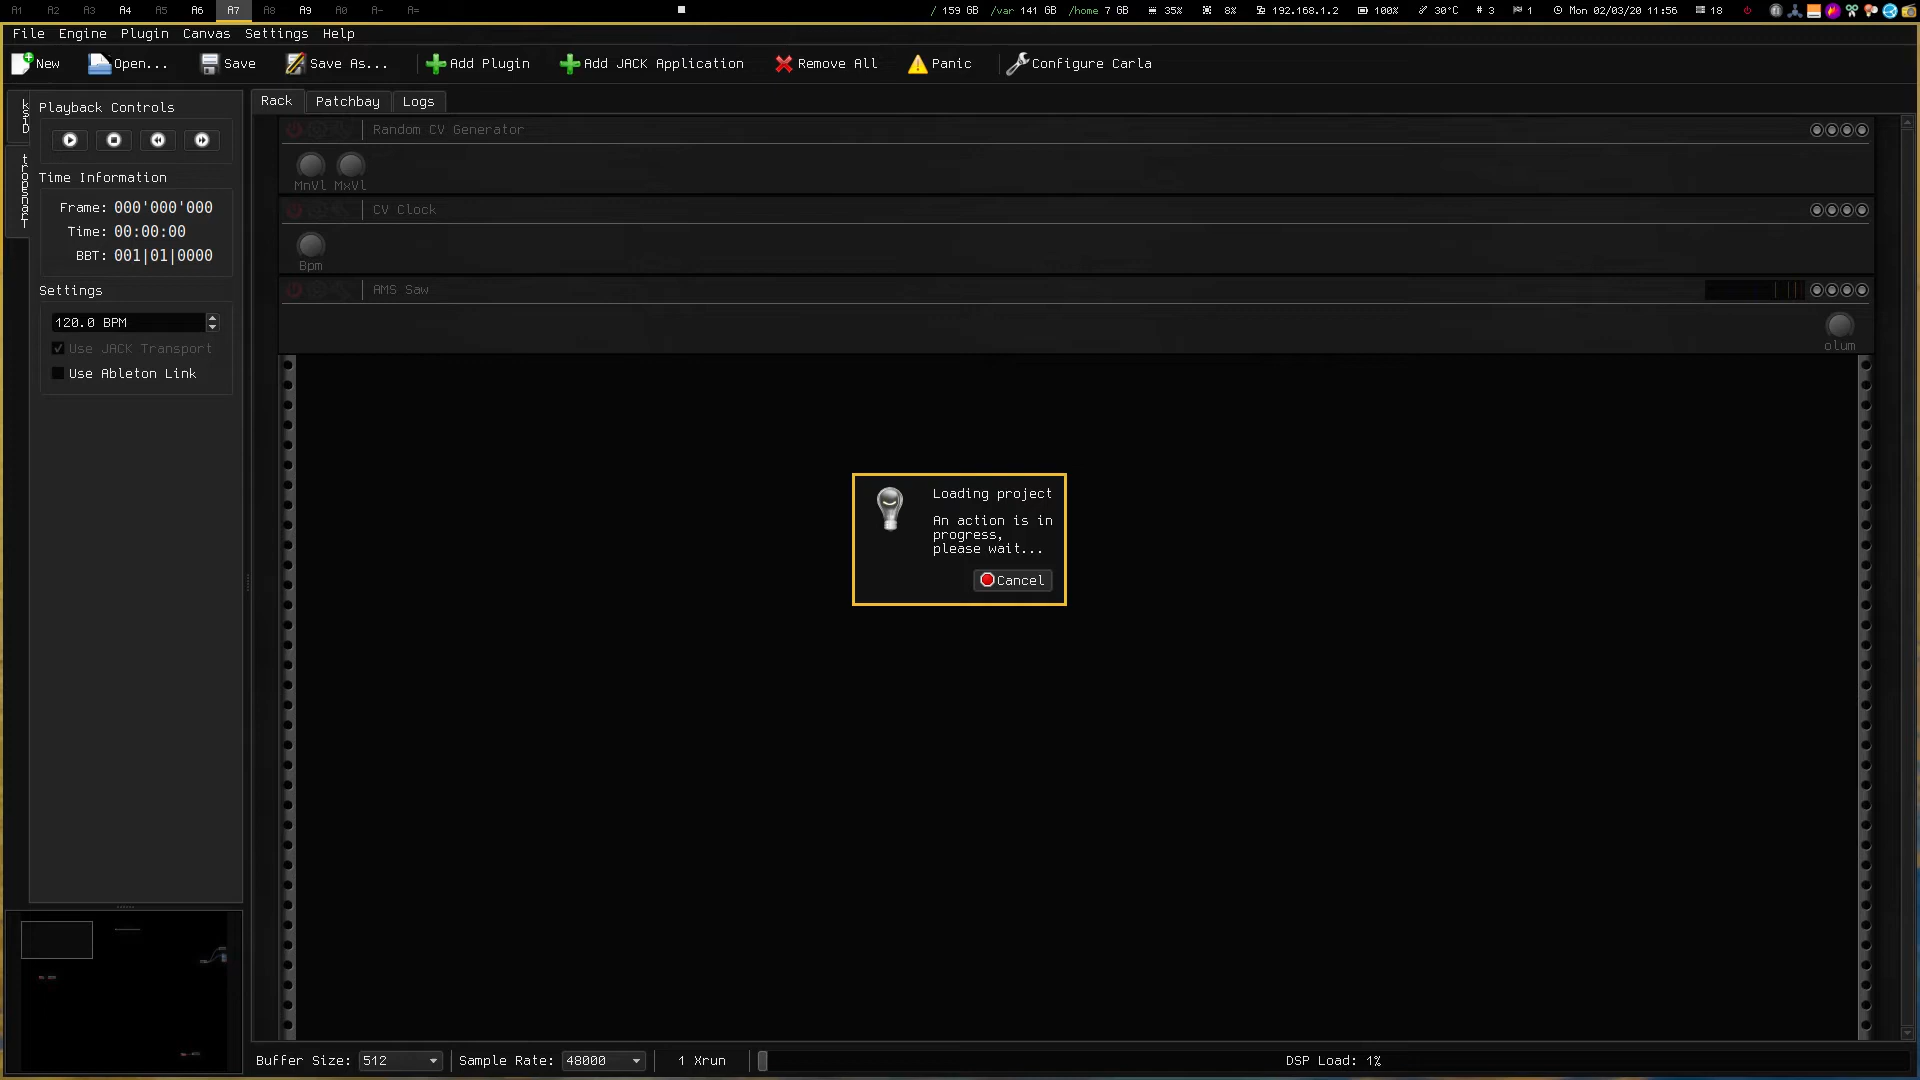 A1 A2 A3 A4 A5 A6 A7 A8 A9 A0 A- A=
/ 159 GB /var 141 GB /home 7 GB 35% 8% 192.168.1.2 100% 30°C # 3 1 Mon 02/03/20 11:56 18
File Engine Plugin Canvas Settings Help
New Open... Save Save As... Add Plugin Add JACK Application Remove All Panic Configure Carla
Disk
Transport
Playback Controls
Time Information
Frame: 000'000'000
Time: 00:00:00
BBT: 001|01|0000
Settings
120.0 BPM
Use JACK Transport
Use Ableton Link
Rack Patchbay Logs
Random CV Generator
MnVl MxVl
CV Clock
Bpm
AMS Saw
olum
Loading project
An action is in
progress,
please wait...
Cancel
Buffer Size: 512 Sample Rate: 48000 1 Xrun DSP Load: 1%